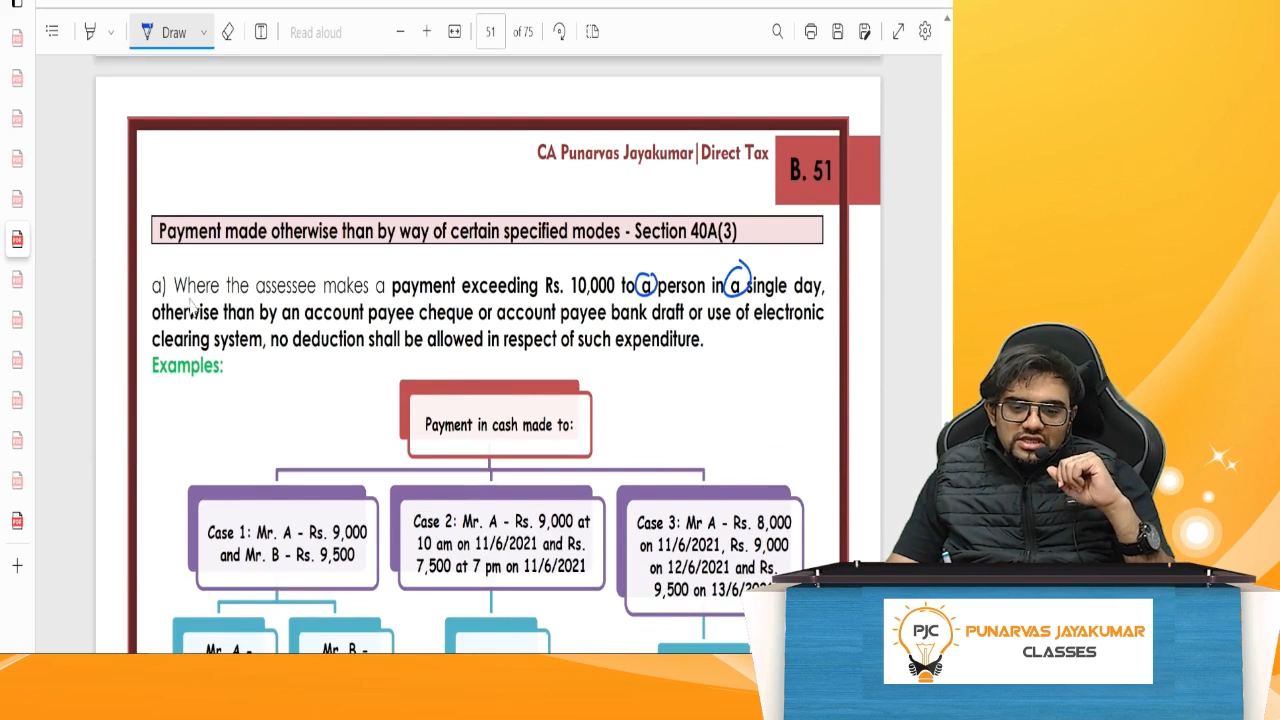 Draw
Read aloud
51
of 75
CA Punarvas Jayakumar|Direct Tax
B. 51
Payment made otherwise than by way of certain specified modes - Section 40A(3)
a) Where the assessee makes a payment exceeding Rs. 10,000 to a person in a single day,
otherwise than by an account payee cheque or account payee bank draft or use of electronic
clearing system, no deduction shall be allowed in respect of such expenditure.
Examples:
Payment in cash made to:
Case 1: Mr. A - Rs. 9,000
and Mr. B - Rs. 9,500
Case 2: Mr. A - Rs. 9,000 at
10 am on 11/6/2021 and Rs.
7,500 at 7 pm on 11/6/2021
Case 3: Mr A - Rs. 8,000
on 11/6/2021, Rs. 9,000
on 12/6/2021 and Rs.
9,500 on 13/6/
Mr. A -
Mr. B -
PJC
PUNARVAS JAYAKUMAR
CLASSES